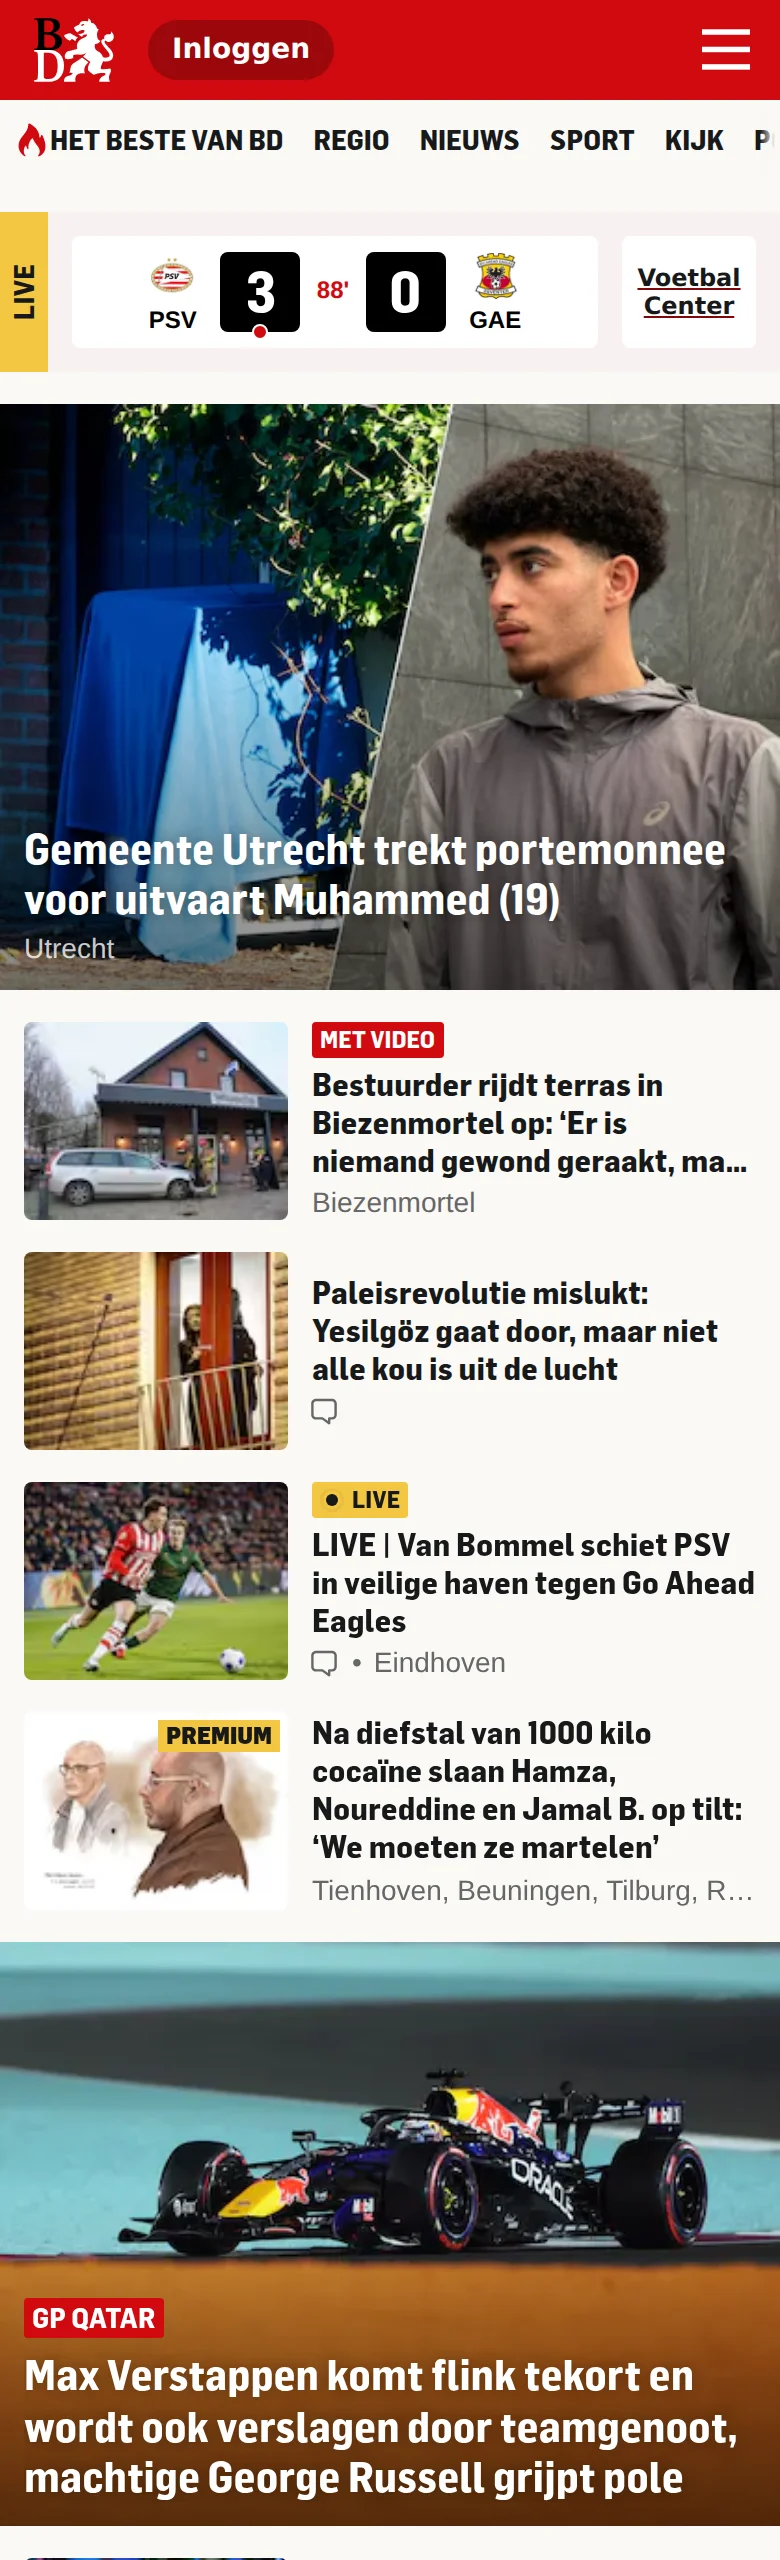 BD
Inloggen
HET BESTE VAN BD REGIO NIEUWS SPORT KIJK
LIVE
PSV
PSV
3
88'
0
GAE
Voetbal
Center
Gemeente Utrecht trekt portemonnee
voor uitvaart Muhammed (19)
Utrecht
MET VIDEO
Bestuurder rijdt terras in
Biezenmortel op: ‘Er is
niemand gewond geraakt, ma...
Biezenmortel
Paleisrevolutie mislukt:
Yesilgöz gaat door, maar niet
alle kou is uit de lucht
LIVE
LIVE | Van Bommel schiet PSV
in veilige haven tegen Go Ahead
Eagles
• Eindhoven
PREMIUM
Na diefstal van 1000 kilo
cocaïne slaan Hamza,
Noureddine en Jamal B. op tilt:
‘We moeten ze martelen’
Tienhoven, Beuningen, Tilburg, R...
Mobil 1
ORACLE
GP QATAR
Max Verstappen komt flink tekort en
wordt ook verslagen door teamgenoot,
machtige George Russell grijpt pole